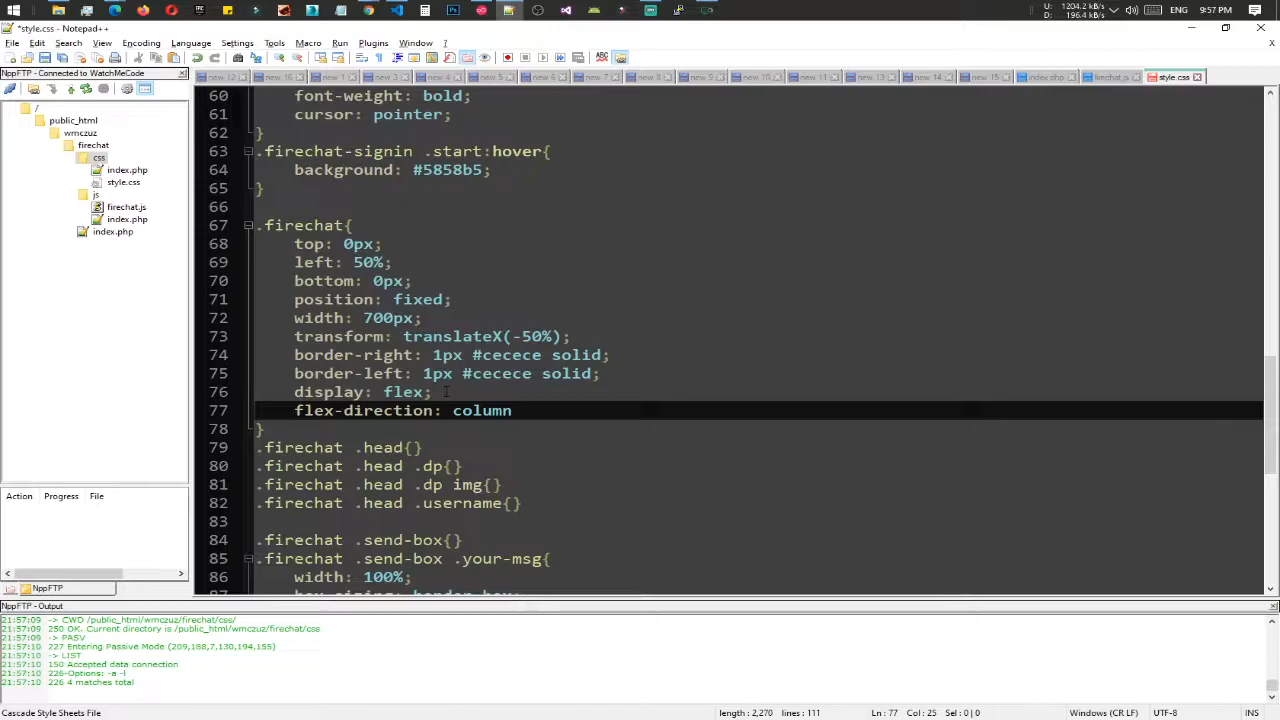 U: 1204.2 kB/s
D: 196.4 kB/s
ENG 9:57 PM
*style.css - Notepad++
File Edit Search View Encoding Language Settings Tools Macro Run Plugins Window ?
NppFTP - Connected to WatchMeCode
new 12 new 16 new 1 new 3 new 4 new 5 new 6 new 7 new 8 new 9 new 10 new 11 new 13 new 14 new 15 index.php firechat.js style.css
/
public_html
wmczuz
firechat
css
index.php
style.css
js
firechat.js
index.php
index.php
60 font-weight: bold;
61 cursor: pointer;
62 }
63 .firechat-signin .start:hover{
64 background: #5858b5;
65 }
66
67 .firechat{
68 top: 0px;
69 left: 50%;
70 bottom: 0px;
71 position: fixed;
72 width: 700px;
73 transform: translateX(-50%);
74 border-right: 1px #cecece solid;
75 border-left: 1px #cecece solid;
76 display: flex;
77 flex-direction: column
78 }
79 .firechat .head{}
80 .firechat .head .dp{}
81 .firechat .head .dp img{}
82 .firechat .head .username{}
83
84 .firechat .send-box{}
85 .firechat .send-box .your-msg{
86 width: 100%;
87 box-sizing: border-box;
Action Progress File
NppFTP
NppFTP - Output
21:57:09 -> CWD /public_html/wmczuz/firechat/css/
21:57:09 250 OK. Current directory is /public_html/wmczuz/firechat/css
21:57:09 -> PASV
21:57:10 227 Entering Passive Mode (209,188,7,130,194,155)
21:57:10 -> LIST
21:57:10 150 Accepted data connection
21:57:10 226-Options: -a -l
21:57:10 226 4 matches total
Cascade Style Sheets File length : 2,270 lines : 111 Ln : 77 Col : 25 Sel : 0 | 0 Windows (CR LF) UTF-8 INS